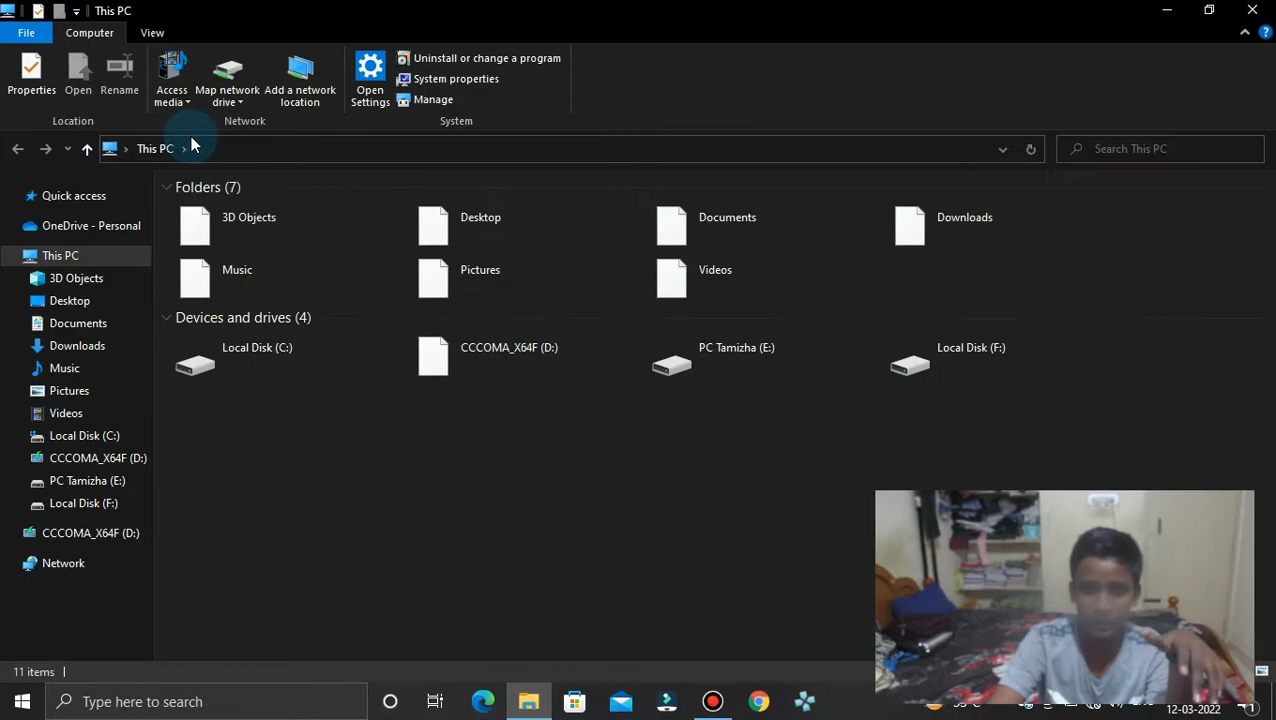 This PC
File
Computer
View
Properties
Open
Rename
Access media
Map network drive
Add a network location
Open Settings
Uninstall or change a program
System properties
Manage
Location
Network
System
This PC
Search This PC
Quick access
OneDrive - Personal
This PC
3D Objects
Desktop
Documents
Downloads
Music
Pictures
Videos
Local Disk (C:)
CCCOMA_X64F (D:)
PC Tamizha (E:)
Local Disk (F:)
CCCOMA_X64F (D:)
Network
Folders (7)
3D Objects
Desktop
Documents
Downloads
Music
Pictures
Videos
Devices and drives (4)
Local Disk (C:)
CCCOMA_X64F (D:)
PC Tamizha (E:)
Local Disk (F:)
11 items
Type here to search
12-03-2022